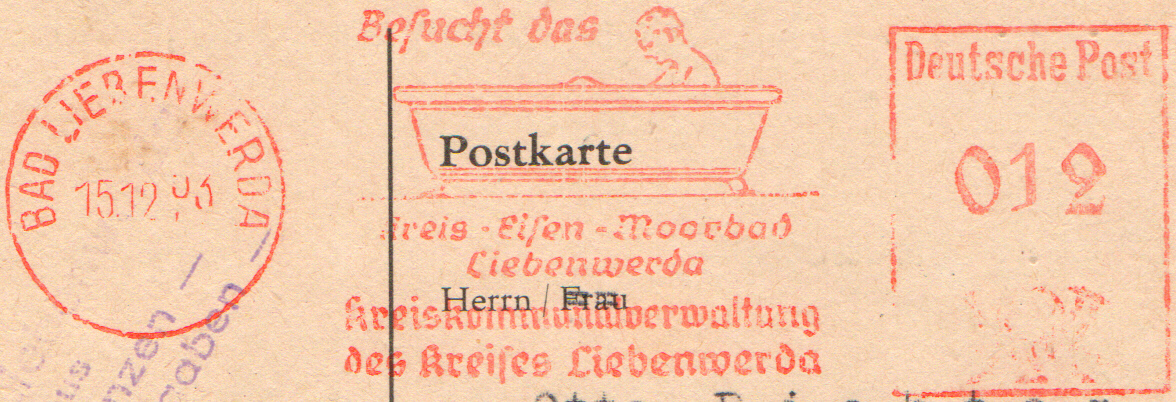 Besucht das
Deutsche Post
BAD LIEBENWERDA
15.12.
012
Postkarte
Kreis-Eisen-Moorbad
Liebenwerda
Herrn / Frau
Kreiskommunalverwaltung
des Kreises Liebenwerda